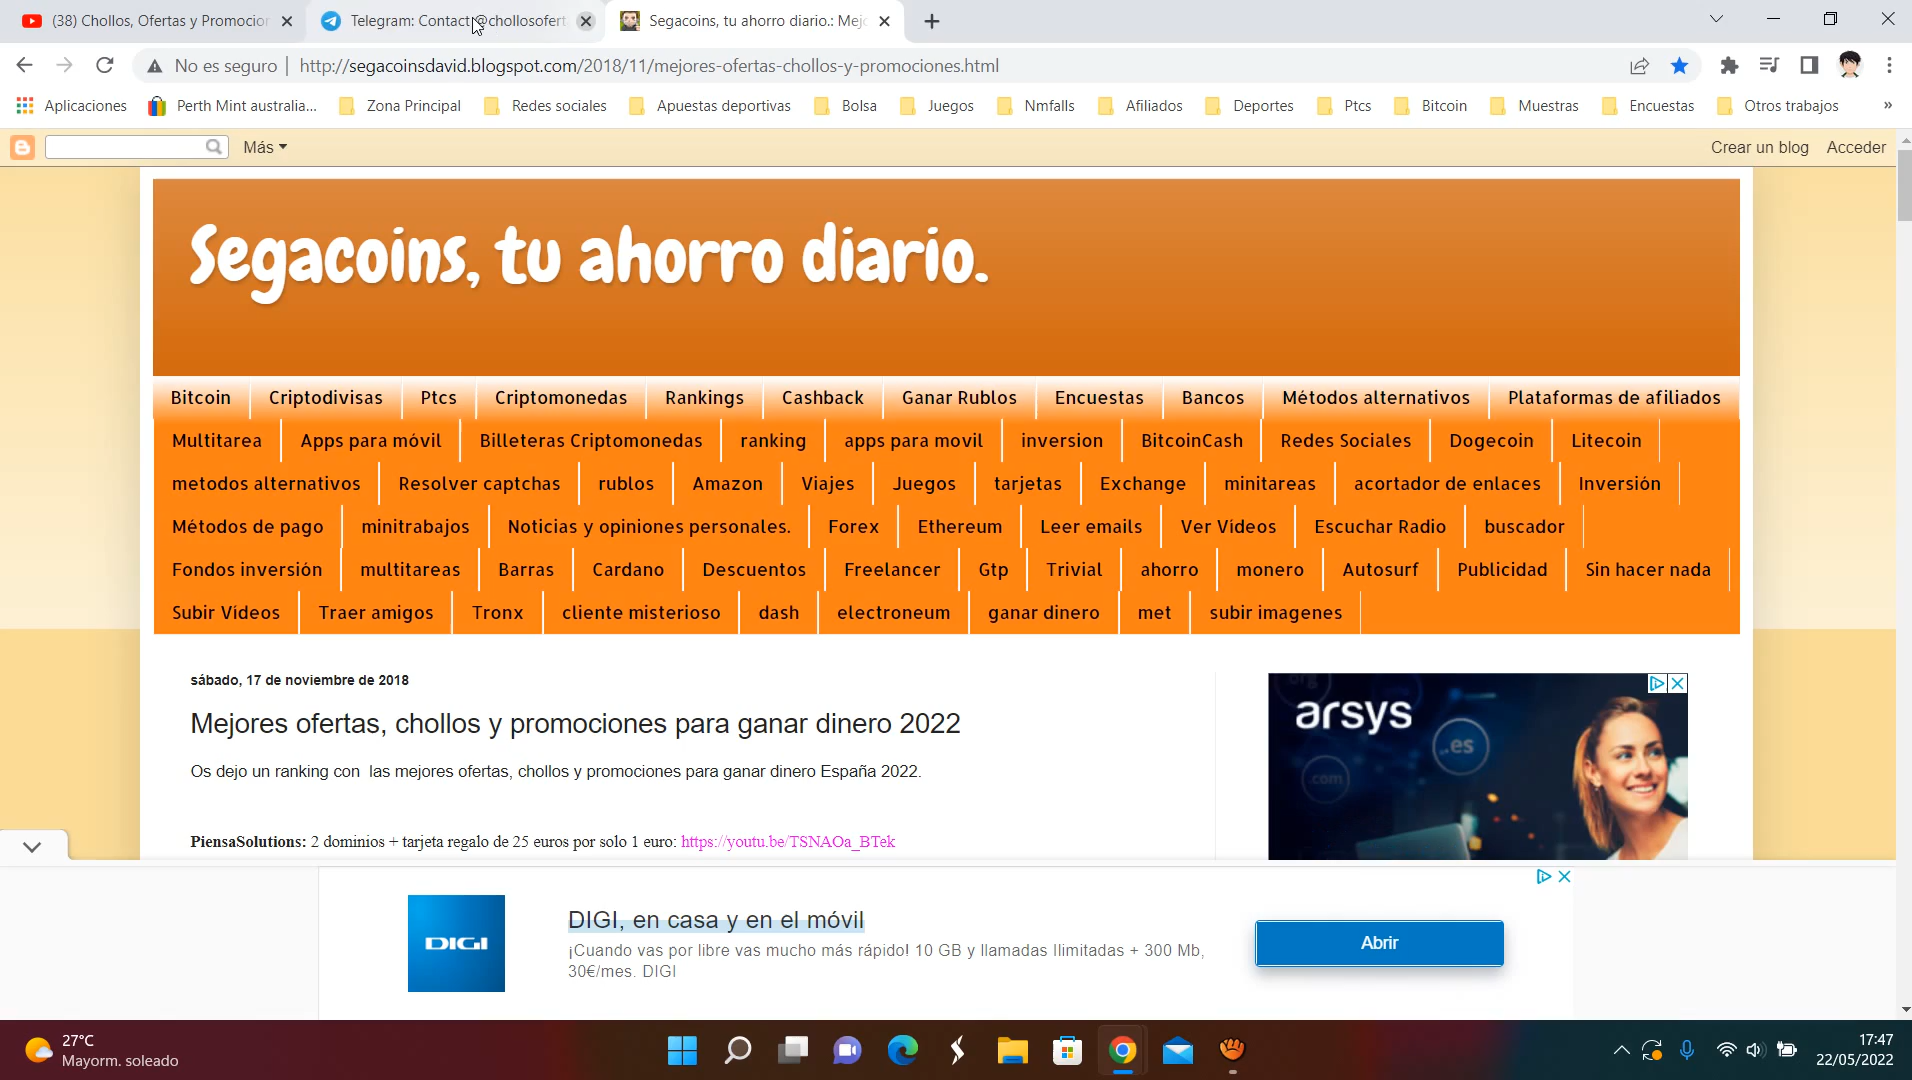 (38) Chollos, Ofertas y Promocion
Telegram: Contact @chollosofert
Segacoins, tu ahorro diario.: Mejo
No es seguro
http://segacoinsdavid.blogspot.com/2018/11/mejores-ofertas-chollos-y-promociones.html
Aplicaciones
Perth Mint australia...
Zona Principal
Redes sociales
Apuestas deportivas
Bolsa
Juegos
Nmfalls
Afiliados
Deportes
Ptcs
Bitcoin
Muestras
Encuestas
Otros trabajos
»
Más
Crear un blog
Acceder
Segacoins, tu ahorro diario.
Bitcoin Criptodivisas Ptcs Criptomonedas Rankings Cashback Ganar Rublos Encuestas Bancos Métodos alternativos Plataformas de afiliados
Multitarea Apps para móvil Billeteras Criptomonedas ranking apps para movil inversion BitcoinCash Redes Sociales Dogecoin Litecoin
metodos alternativos Resolver captchas rublos Amazon Viajes Juegos tarjetas Exchange minitareas acortador de enlaces Inversión
Métodos de pago minitrabajos Noticias y opiniones personales. Forex Ethereum Leer emails Ver Vídeos Escuchar Radio buscador
Fondos inversión multitareas Barras Cardano Descuentos Freelancer Gtp Trivial ahorro monero Autosurf Publicidad Sin hacer nada
Subir Vídeos Traer amigos Tronx cliente misterioso dash electroneum ganar dinero met subir imagenes
sábado, 17 de noviembre de 2018
Mejores ofertas, chollos y promociones para ganar dinero 2022
Os dejo un ranking con las mejores ofertas, chollos y promociones para ganar dinero España 2022.
PiensaSolutions: 2 dominios + tarjeta regalo de 25 euros por solo 1 euro: https://youtu.be/TSNAOa_BTek
.org
arsys
.es
.com
DIGI
DIGI, en casa y en el móvil
¡Cuando vas por libre vas mucho más rápido! 10 GB y llamadas Ilimitadas + 300 Mb,
30€/mes. DIGI
Abrir
27°C
Mayorm. soleado
17:47
22/05/2022